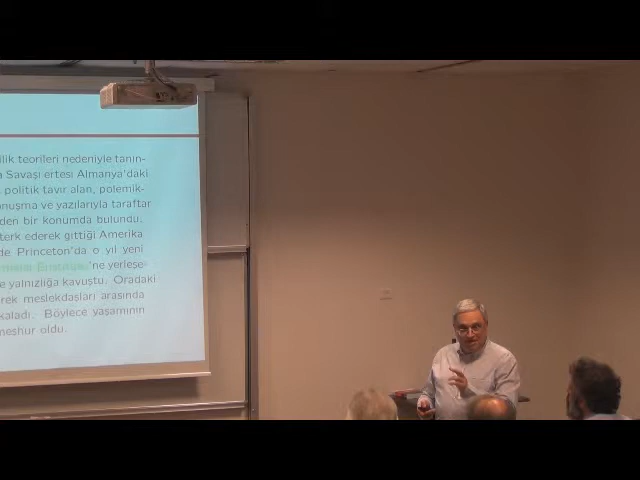 ilik teorileri nedeniyle tanın-
a Savaşı ertesi Almanya'daki
politik tavır alan, polemik-
onuşma ve yazılarıyla taraftar
den bir konumda bulundu.
terk ederek gittiği Amerika
de Princeton'da o yıl yeni
'ne yerleşe-
e yalnızlığa kavuştu. Oradaki
rek meslekdaşları arasında
kaladı. Böylece yaşamının
meşhur oldu.